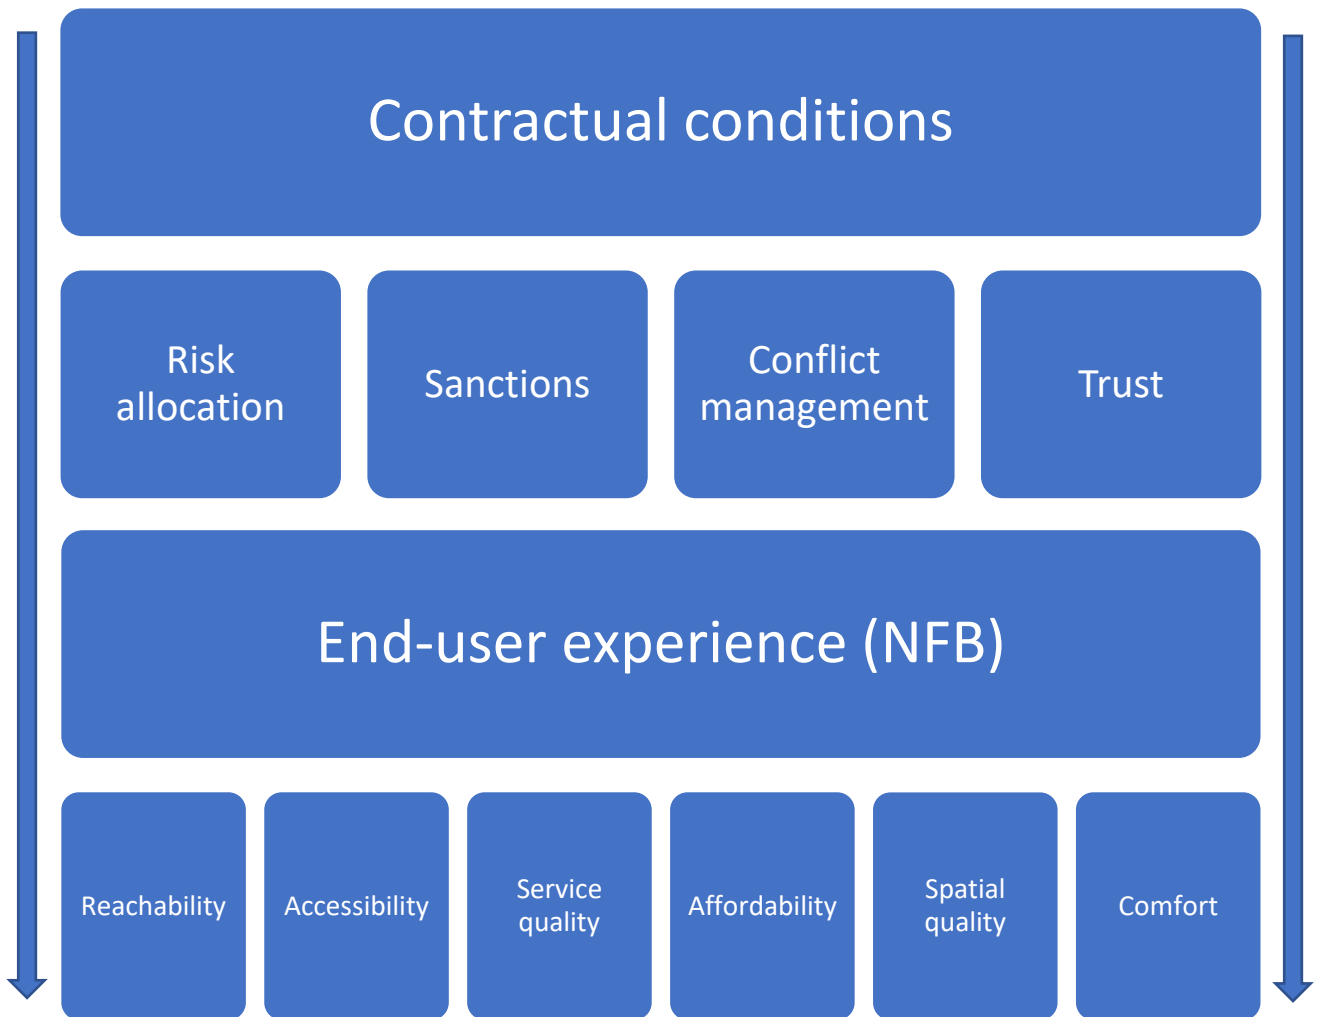 Contractual conditions
Risk
allocation
Sanctions
Conflict
management
Trust
End-user experience (NFB)
Reachability
Accessibility
Service
quality
Affordability
Spatial
quality
Comfort